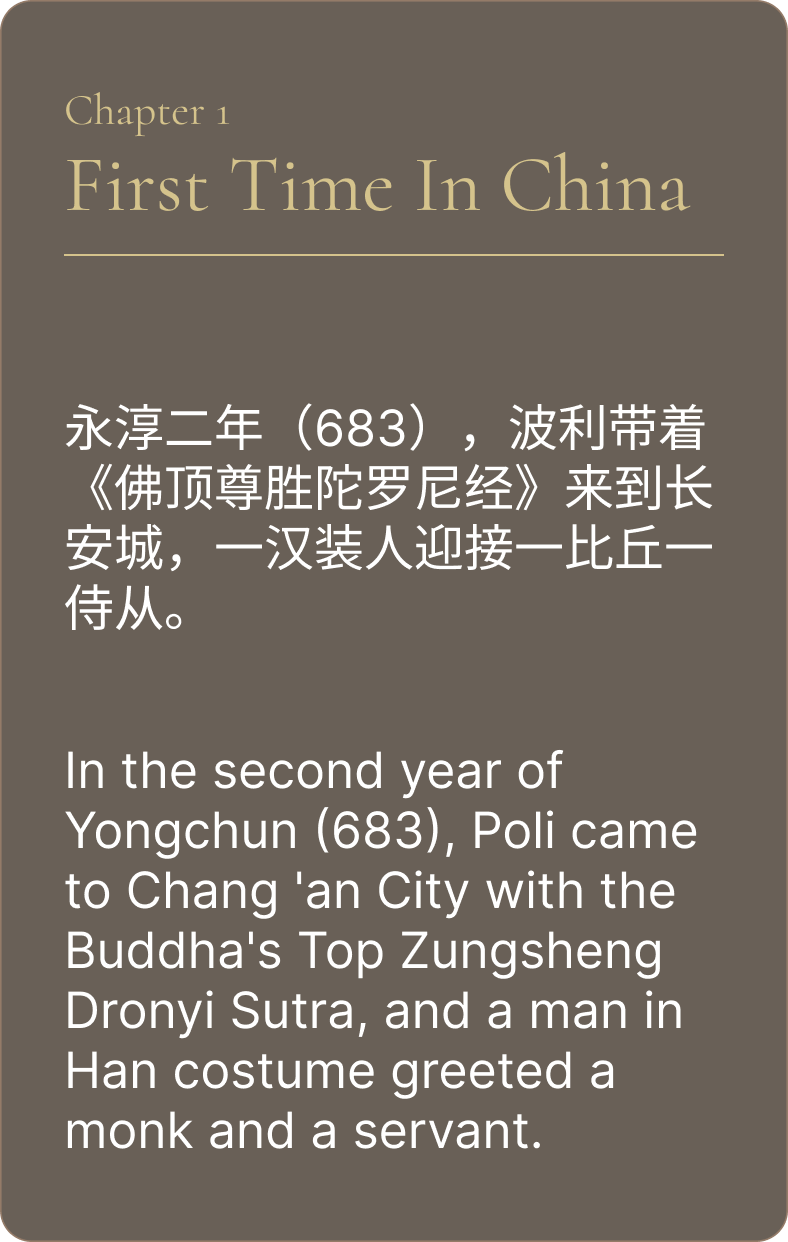 Chapter 1
First Time In China
永淳二年（683），波利带着
《佛顶尊胜陀罗尼经》来到长
安城，一汉装人迎接一比丘一
侍从。
In the second year of
Yongchun (683), Poli came
to Chang 'an City with the
Buddha's Top Zungsheng
Dronyi Sutra, and a man in
Han costume greeted a
monk and a servant.